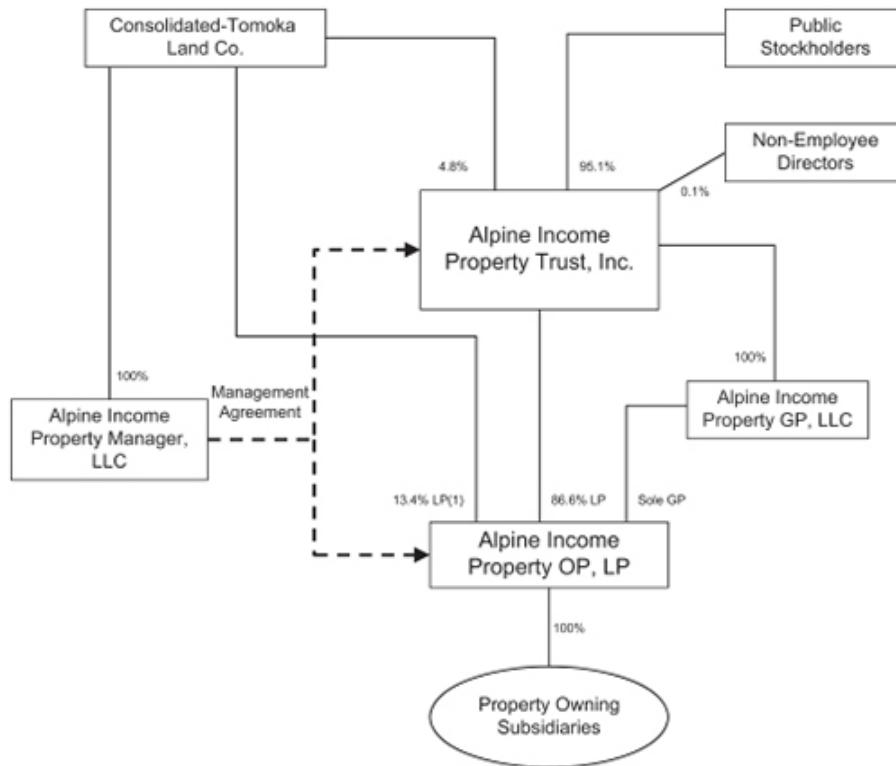 Consolidated-Tomoka
Land Co.
Public
Stockholders
Non-Employee
Directors
4.8%
95.1%
0.1%
Alpine Income
Property Trust, Inc.
100%
100%
Management
Agreement
Alpine Income
Property Manager,
LLC
Alpine Income
Property GP, LLC
13.4% LP(1)
86.6% LP
Sole GP
Alpine Income
Property OP, LP
100%
Property Owning
Subsidiaries